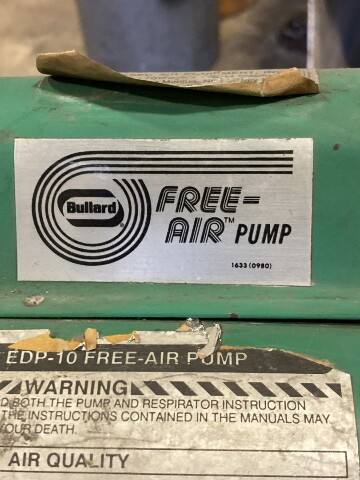 Bullard
FREE-
AIR™ PUMP
1633 (0980)
EDP-10 FREE-AIR PUMP
WARNING
BOTH THE PUMP AND RESPIRATOR INSTRUCTION
THE INSTRUCTIONS CONTAINED IN THE MANUALS MAY
YOUR DEATH.
AIR QUALITY